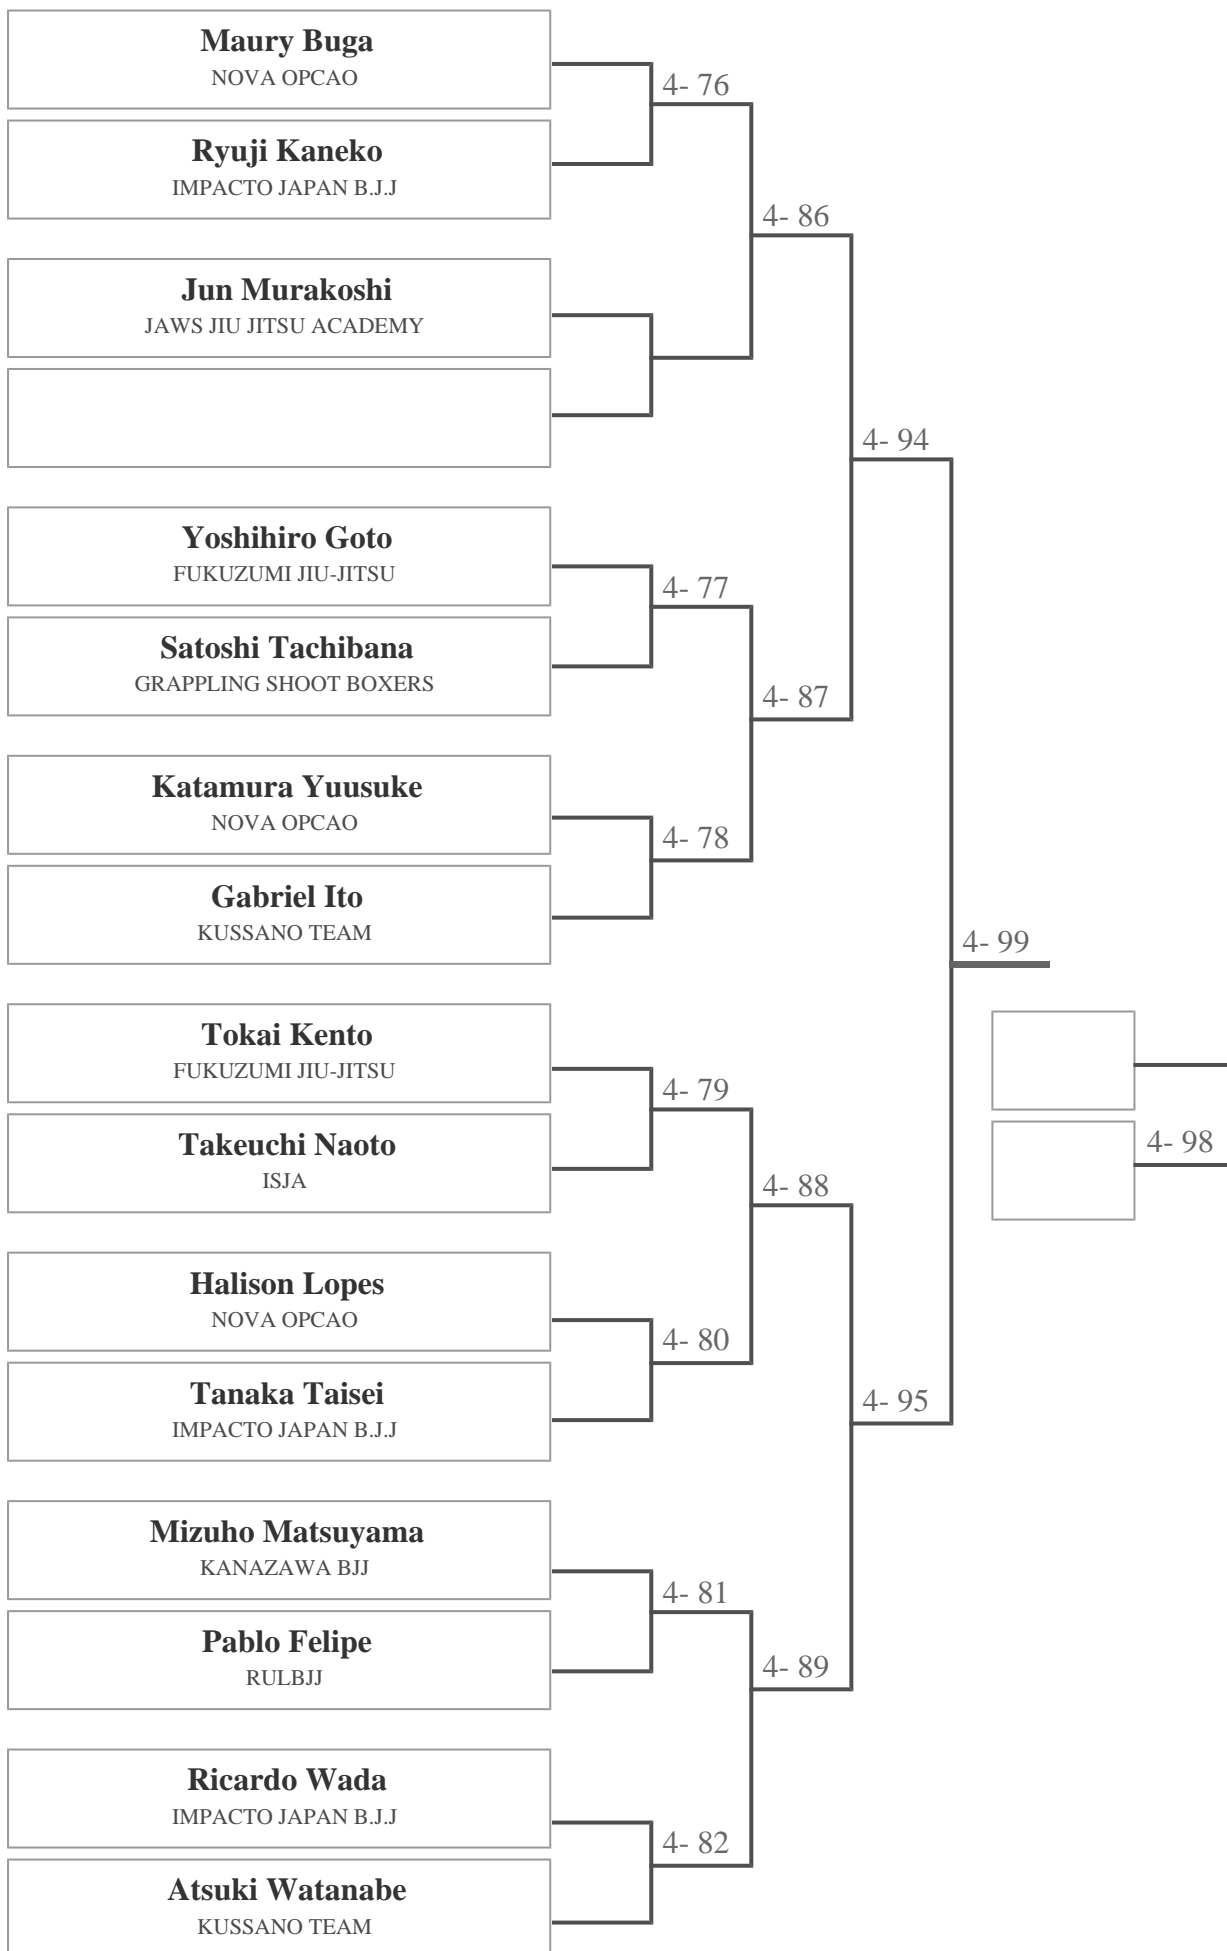 Maury Buga
NOVA OPCAO
4- 76
Ryuji Kaneko
IMPACTO JAPAN B.J.J
4- 86
Jun Murakoshi
JAWS JIU JITSU ACADEMY
4- 94
Yoshihiro Goto
FUKUZUMI JIU-JITSU
4- 77
Satoshi Tachibana
GRAPPLING SHOOT BOXERS
4- 87
Katamura Yuusuke
NOVA OPCAO
4- 78
Gabriel Ito
KUSSANO TEAM
4- 99
Tokai Kento
FUKUZUMI JIU-JITSU
4- 79
Takeuchi Naoto
ISJA
4- 98
4- 88
Halison Lopes
NOVA OPCAO
4- 80
Tanaka Taisei
IMPACTO JAPAN B.J.J
4- 95
Mizuho Matsuyama
KANAZAWA BJJ
4- 81
Pablo Felipe
RULBJJ
4- 89
Ricardo Wada
IMPACTO JAPAN B.J.J
4- 82
Atsuki Watanabe
KUSSANO TEAM